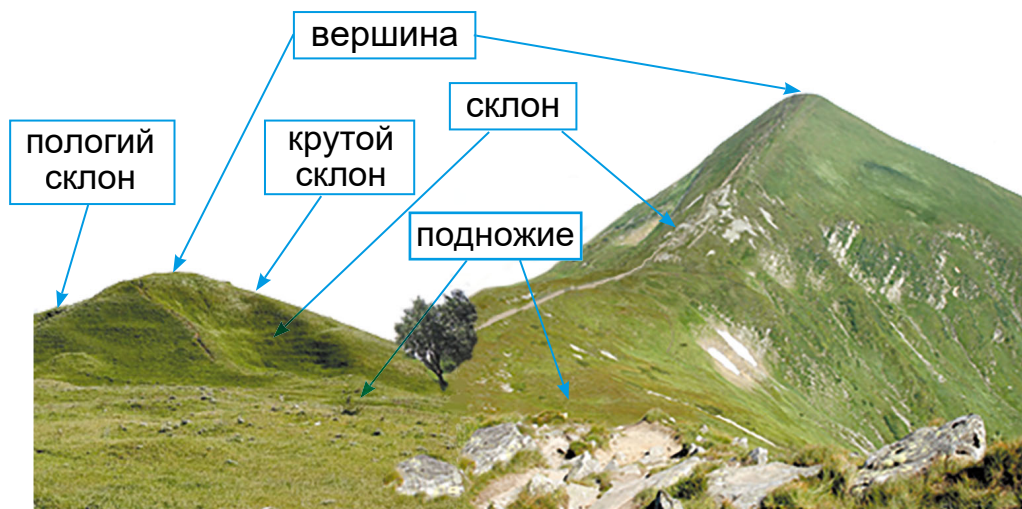 вершина
склон
пологий
склон
крутой
склон
подножие